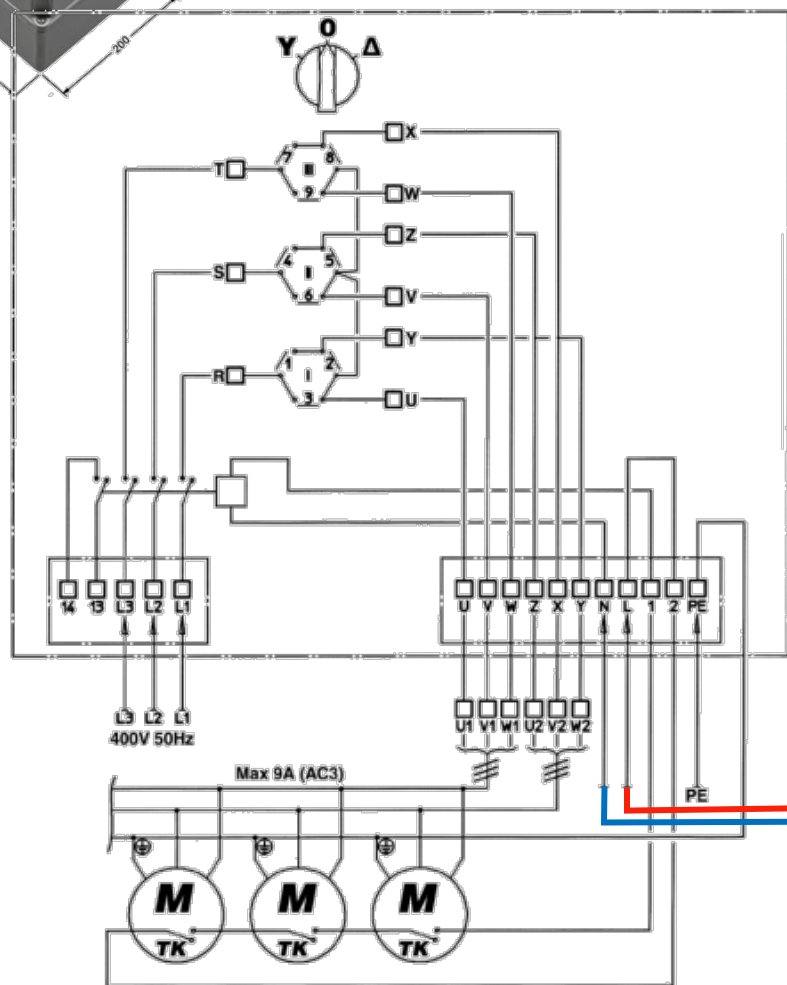 200
Y O Δ
X
T 7 8
III
9 W
Z
S 4 5
II
6 V
Y
R 1 2
I
3 U
14 13 L3 L2 L1
U V W Z X Y N L 1 2 PE
U1 V1 W1 U2 V2 W2
L3 L2 L1
400V 50Hz
Max 9A (AC3)
PE
M M M
TK TK TK